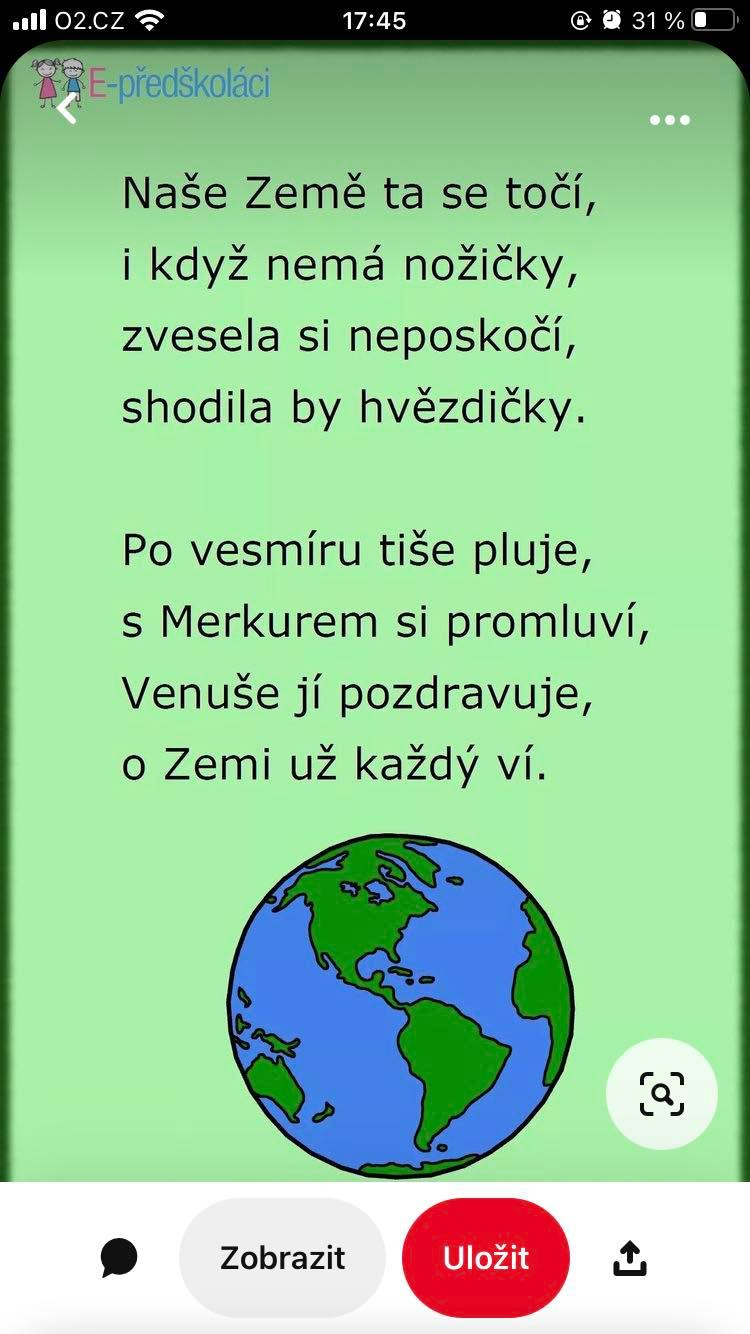 O2.CZ 17:45 31 %
E-předškoláci
Naše Země ta se točí,
i když nemá nožičky,
zvesela si neposkočí,
shodila by hvězdičky.
Po vesmíru tiše pluje,
s Merkurem si promluví,
Venuše jí pozdravuje,
o Zemi už každý ví.
Zobrazit Uložit